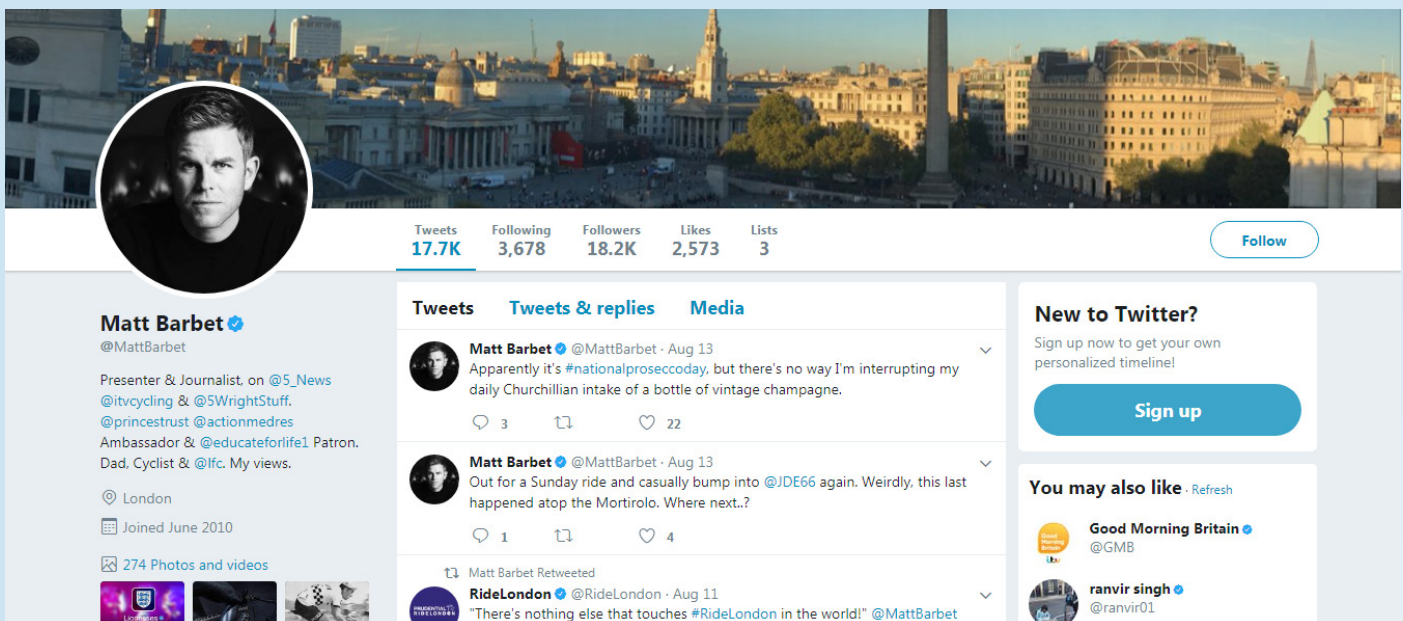 Tweets
17.7K
Following
3,678
Followers
18.2K
Likes
2,573
Lists
3
Follow
Matt Barbet
@MattBarbet
Presenter & Journalist, on @5_News
@itvcycling & @5WrightStuff.
@princestrust @actionmedres
Ambassador & @educateforlife1 Patron.
Dad, Cyclist & @lfc. My views.
London
Joined June 2010
274 Photos and videos
Tweets Tweets & replies Media
Matt Barbet @MattBarbet · Aug 13
Apparently it's #nationalproseccoday, but there's no way I'm interrupting my
daily Churchillian intake of a bottle of vintage champagne.
3 22
Matt Barbet @MattBarbet · Aug 13
Out for a Sunday ride and casually bump into @JDE66 again. Weirdly, this last
happened atop the Mortirolo. Where next..?
1 4
Matt Barbet Retweeted
PRUDENTIAL
RIDELONDON
RideLondon @RideLondon · Aug 11
"There's nothing else that touches #RideLondon in the world!" @MattBarbet
New to Twitter?
Sign up now to get your own
personalized timeline!
Sign up
You may also like · Refresh
Good
Morning
Britain
itv
Good Morning Britain
@GMB
ranvir singh
@ranvir01